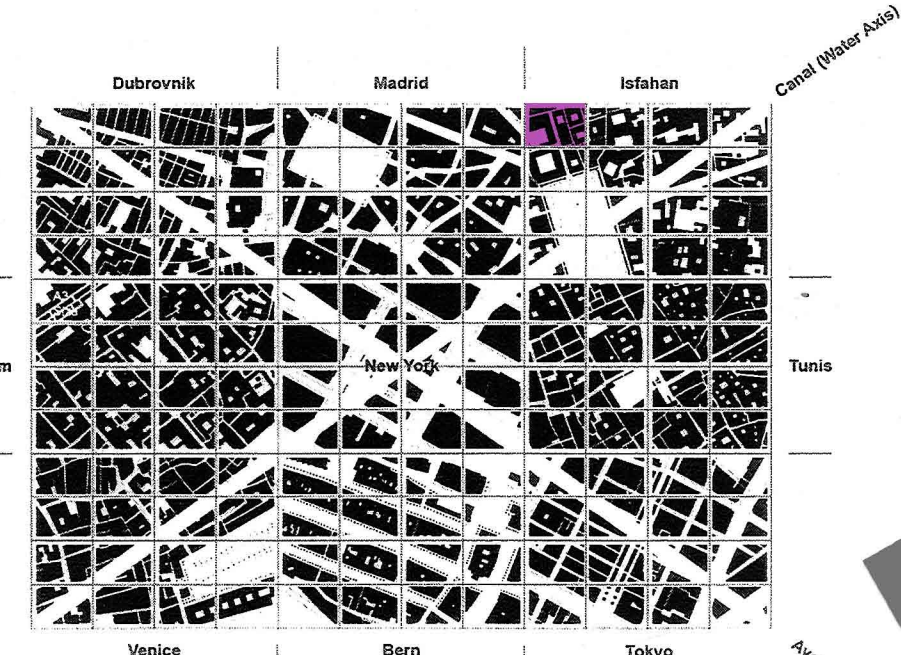 Canal (Water Axis)
Dubrovnik
Madrid
Isfahan
m
New York
Tunis
Venice
Bern
Tokyo